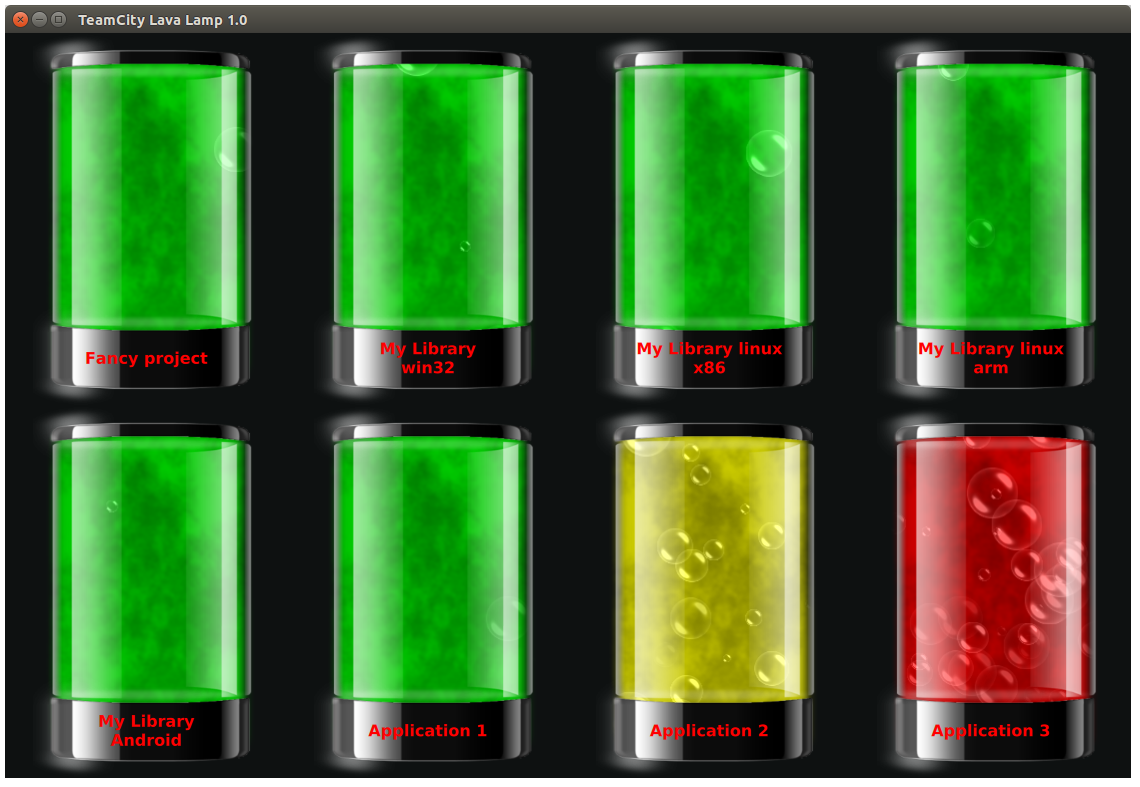 TeamCity Lava Lamp 1.0
Fancy project
My Library
win32
My Library linux
x86
My Library linux
arm
My Library
Android
Application 1
Application 2
Application 3